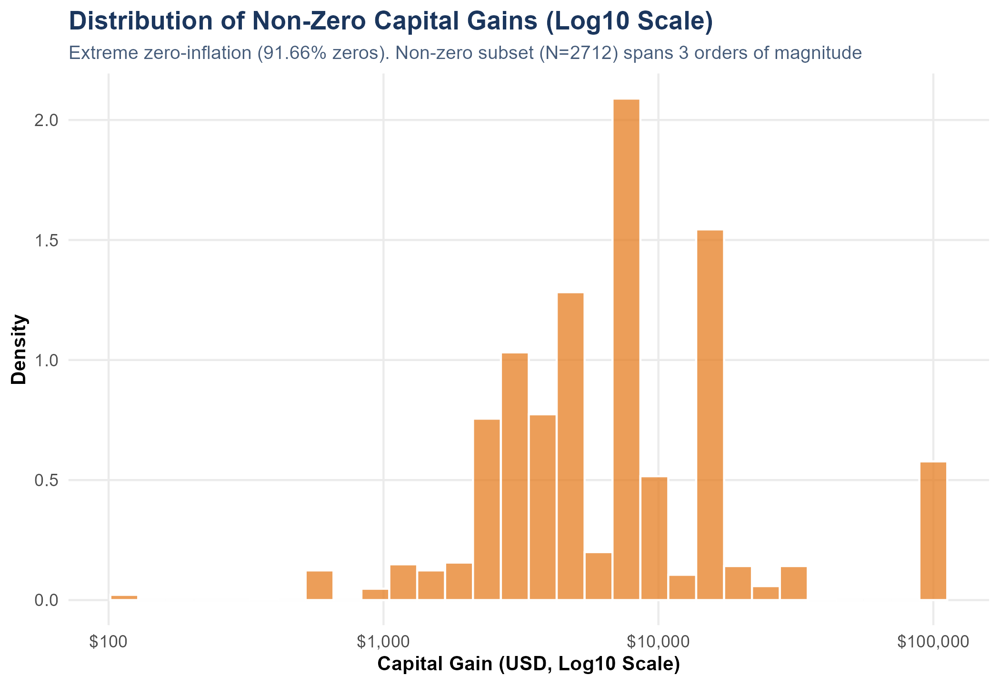 Distribution of Non-Zero Capital Gains (Log10 Scale)
Extreme zero-inflation (91.66% zeros). Non-zero subset (N=2712) spans 3 orders of magnitude
2.0
1.5
1.0
0.5
0.0
Density
$100
$1,000
$10,000
$100,000
Capital Gain (USD, Log10 Scale)